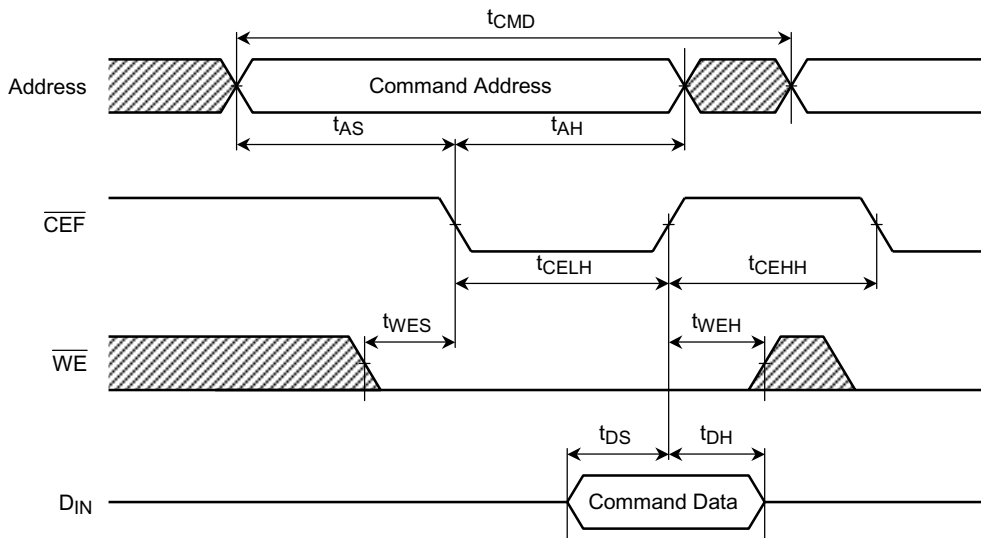 tCMD
Address
Command Address
tAS
tAH
CEF
tCELH
tCEHH
tWES
tWEH
WE
tDS
tDH
DIN
Command Data